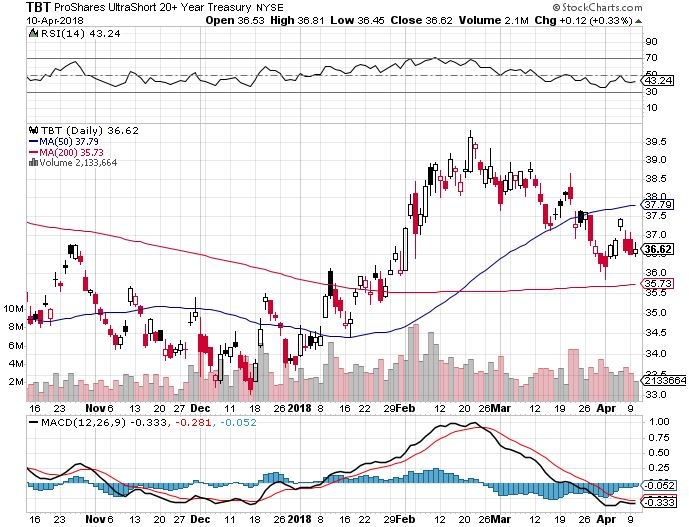 TBT ProShares UltraShort 20+ Year Treasury NYSE © StockCharts.com
10-Apr-2018 Open 36.53 High 36.81 Low 36.45 Close 36.62 Volume 2.1M Chg +0.12 (+0.33%)
RSI(14) 43.24
90
70
50
43.24
30
10
TBT (Daily) 36.62
MA(50) 37.79
MA(200) 35.73
Volume 2,133,664
39.5
39.0
38.5
38.0
37.79
37.5
37.0
36.62
36.0
35.73
35.5
35.0
34.5
34.0
33.5
33.0
10M
8M
6M
4M
2M
2133664
16 23 Nov 6 13 20 27 Dec 4 11 18 26 2018 8 16 22 29 Feb 5 12 20 26 Mar 5 12 19 26 Apr 9
MACD(12,26,9) -0.333, -0.281, -0.052
1.00
0.75
0.50
0.25
0.00
-0.052
-0.333
16 23 Nov 6 13 20 27 Dec 4 11 18 26 2018 8 16 22 29 Feb 5 12 20 26 Mar 5 12 19 26 Apr 9